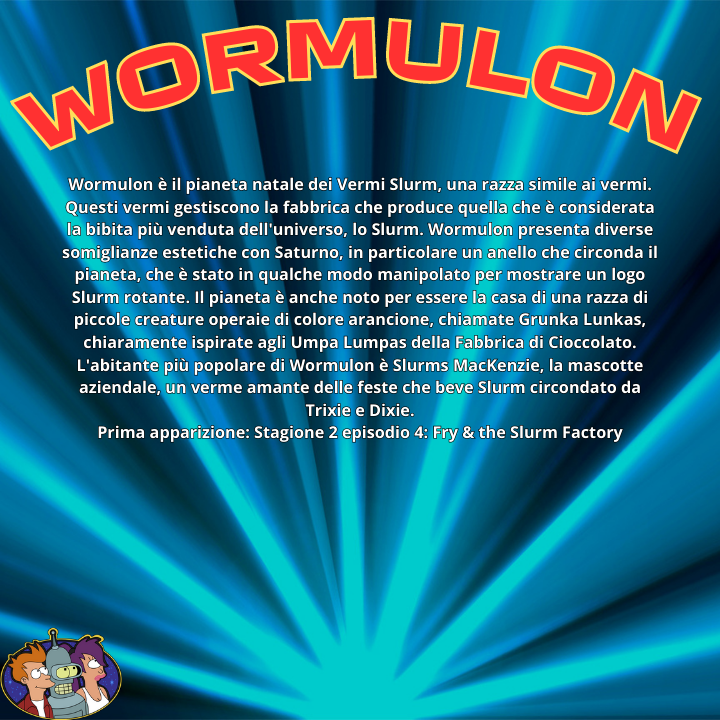 WORMULON
Wormulon è il pianeta natale dei Vermi Slurm, una razza simile ai vermi.
Questi vermi gestiscono la fabbrica che produce quella che è considerata
la bibita più venduta dell'universo, lo Slurm. Wormulon presenta diverse
somiglianze estetiche con Saturno, in particolare un anello che circonda il
pianeta, che è stato in qualche modo manipolato per mostrare un logo
Slurm rotante. Il pianeta è anche noto per essere la casa di una razza di
piccole creature operaie di colore arancione, chiamate Grunka Lunkas,
chiaramente ispirate agli Umpa Lumpas della Fabbrica di Cioccolato.
L'abitante più popolare di Wormulon è Slurms MacKenzie, la mascotte
aziendale, un verme amante delle feste che beve Slurm circondato da
Trixie e Dixie.
Prima apparizione: Stagione 2 episodio 4: Fry & the Slurm Factory